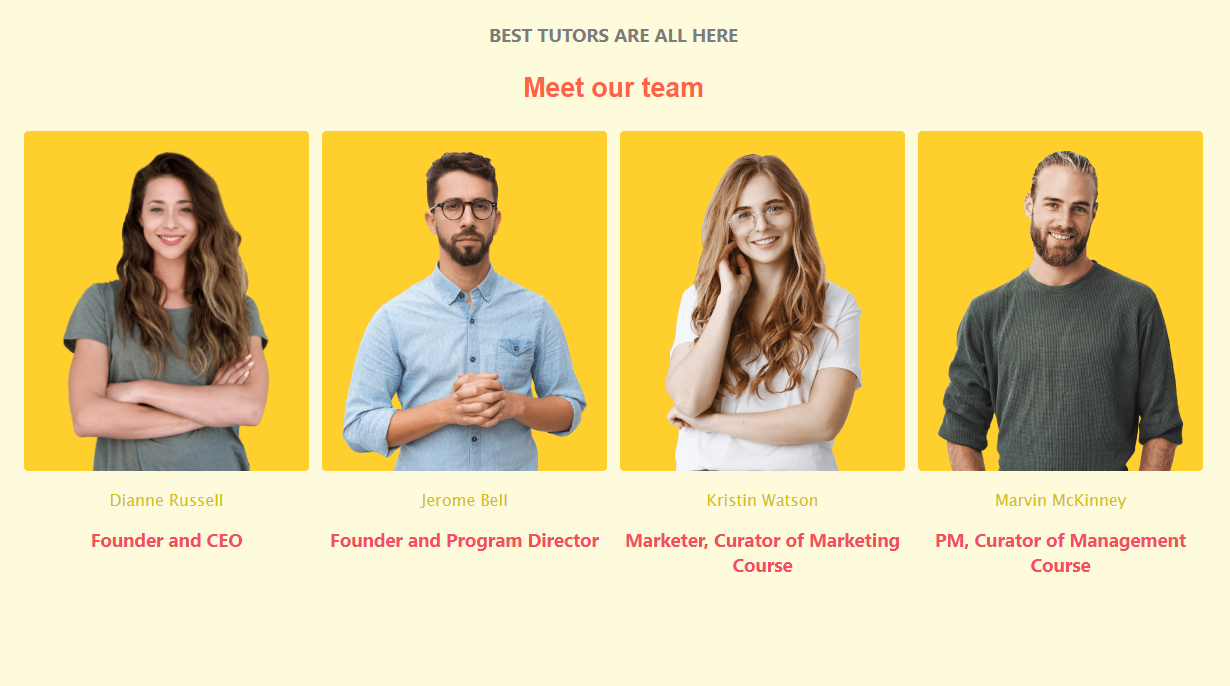 BEST TUTORS ARE ALL HERE
Meet our team
Dianne Russell
Founder and CEO
Jerome Bell
Founder and Program Director
Kristin Watson
Marketer, Curator of Marketing
Course
Marvin McKinney
PM, Curator of Management
Course